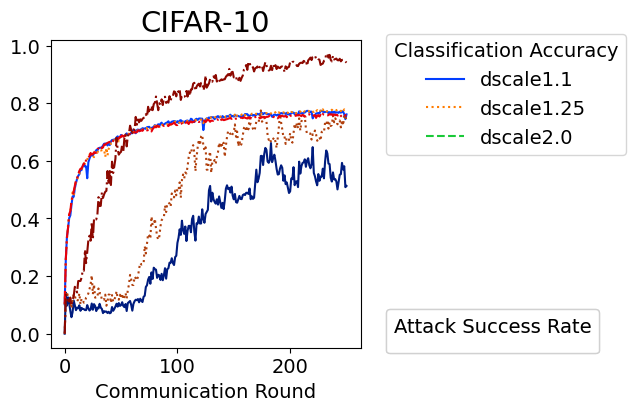 CIFAR-10
1.0
0.8
0.6
0.4
0.2
0.0
0 100 200
Communication Round
Classification Accuracy
dscale1.1
dscale1.25
dscale2.0
Attack Success Rate